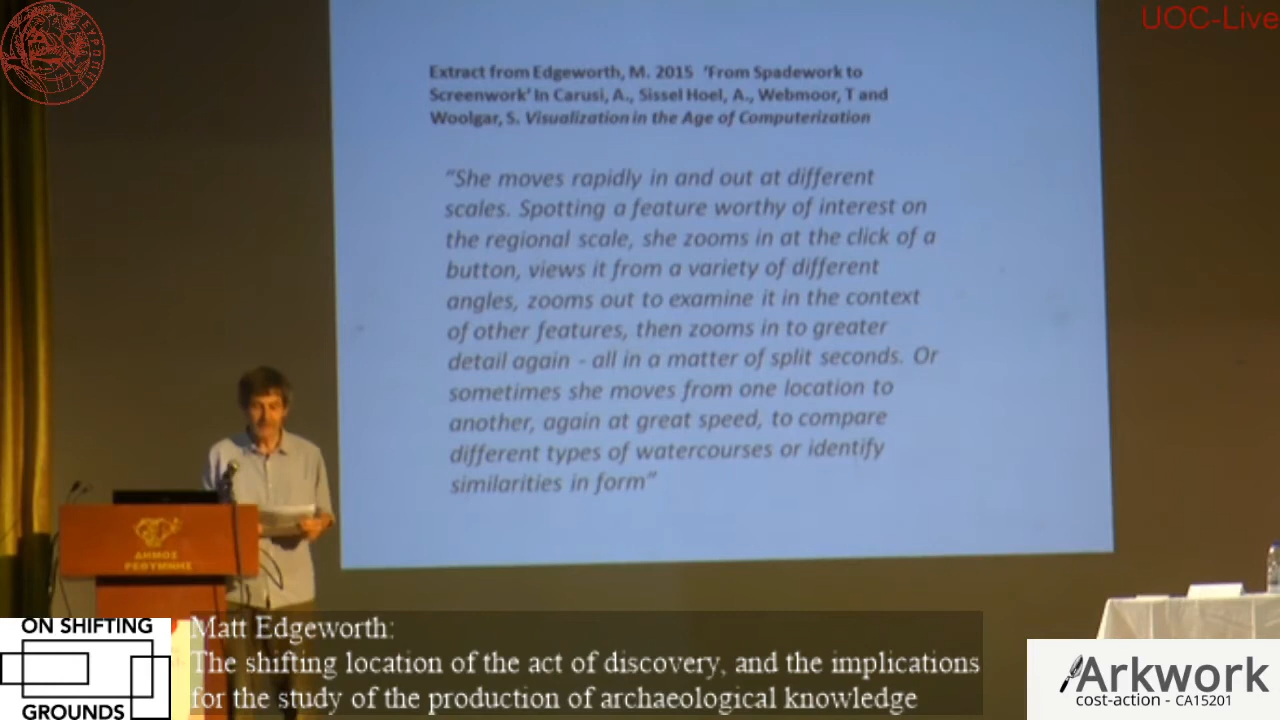 UOC-Live
Extract from Edgeworth, M. 2015 'From Spadework to
Screenwork' In Carusi, A., Sissel Hoel, A., Webmoor, T and
Woolgar, S. Visualization in the Age of Computerization
"She moves rapidly in and out at different
scales. Spotting a feature worthy of interest on
the regional scale, she zooms in at the click of a
button, views it from a variety of different
angles, zooms out to examine it in the context
of other features, then zooms in to greater
detail again - all in a matter of split seconds. Or
sometimes she moves from one location to
another, again at great speed, to compare
different types of watercourses or identify
similarities in form"
ΔΗΜΟΣ
ΡΕΘΥΜΝΗΣ
ON SHIFTING
GROUNDS
Matt Edgeworth:
The shifting location of the act of discovery, and the implications
for the study of the production of archaeological knowledge
Arkwork
cost-action - CA15201